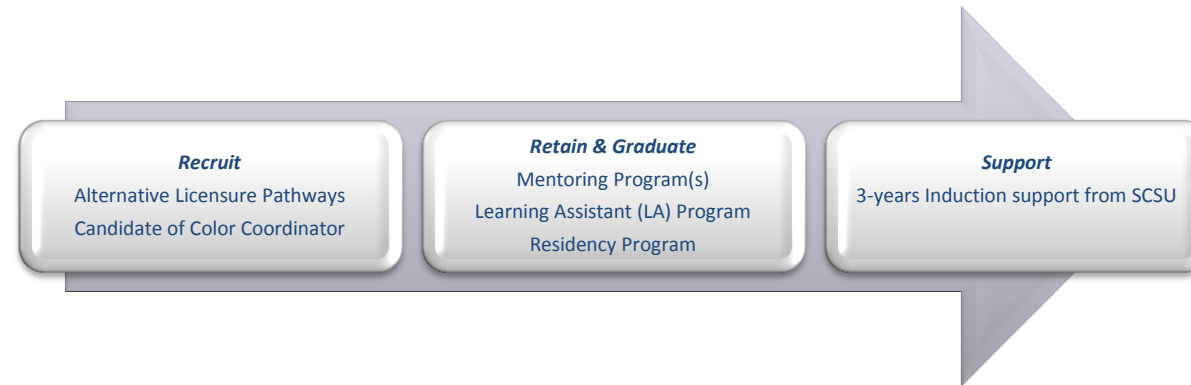 Recruit
Alternative Licensure Pathways
Candidate of Color Coordinator
Retain & Graduate
Mentoring Program(s)
Learning Assistant (LA) Program
Residency Program
Support
3-years Induction support from SCSU